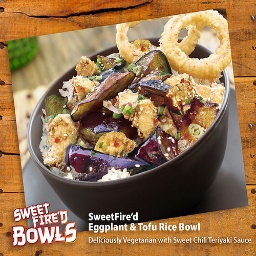 SWEET
FIRE'D
BOWLS
SweetFire'd
Eggplant & Tofu Rice Bowl
Deliciously Vegetarian with Sweet Chili Teriyaki Sauce